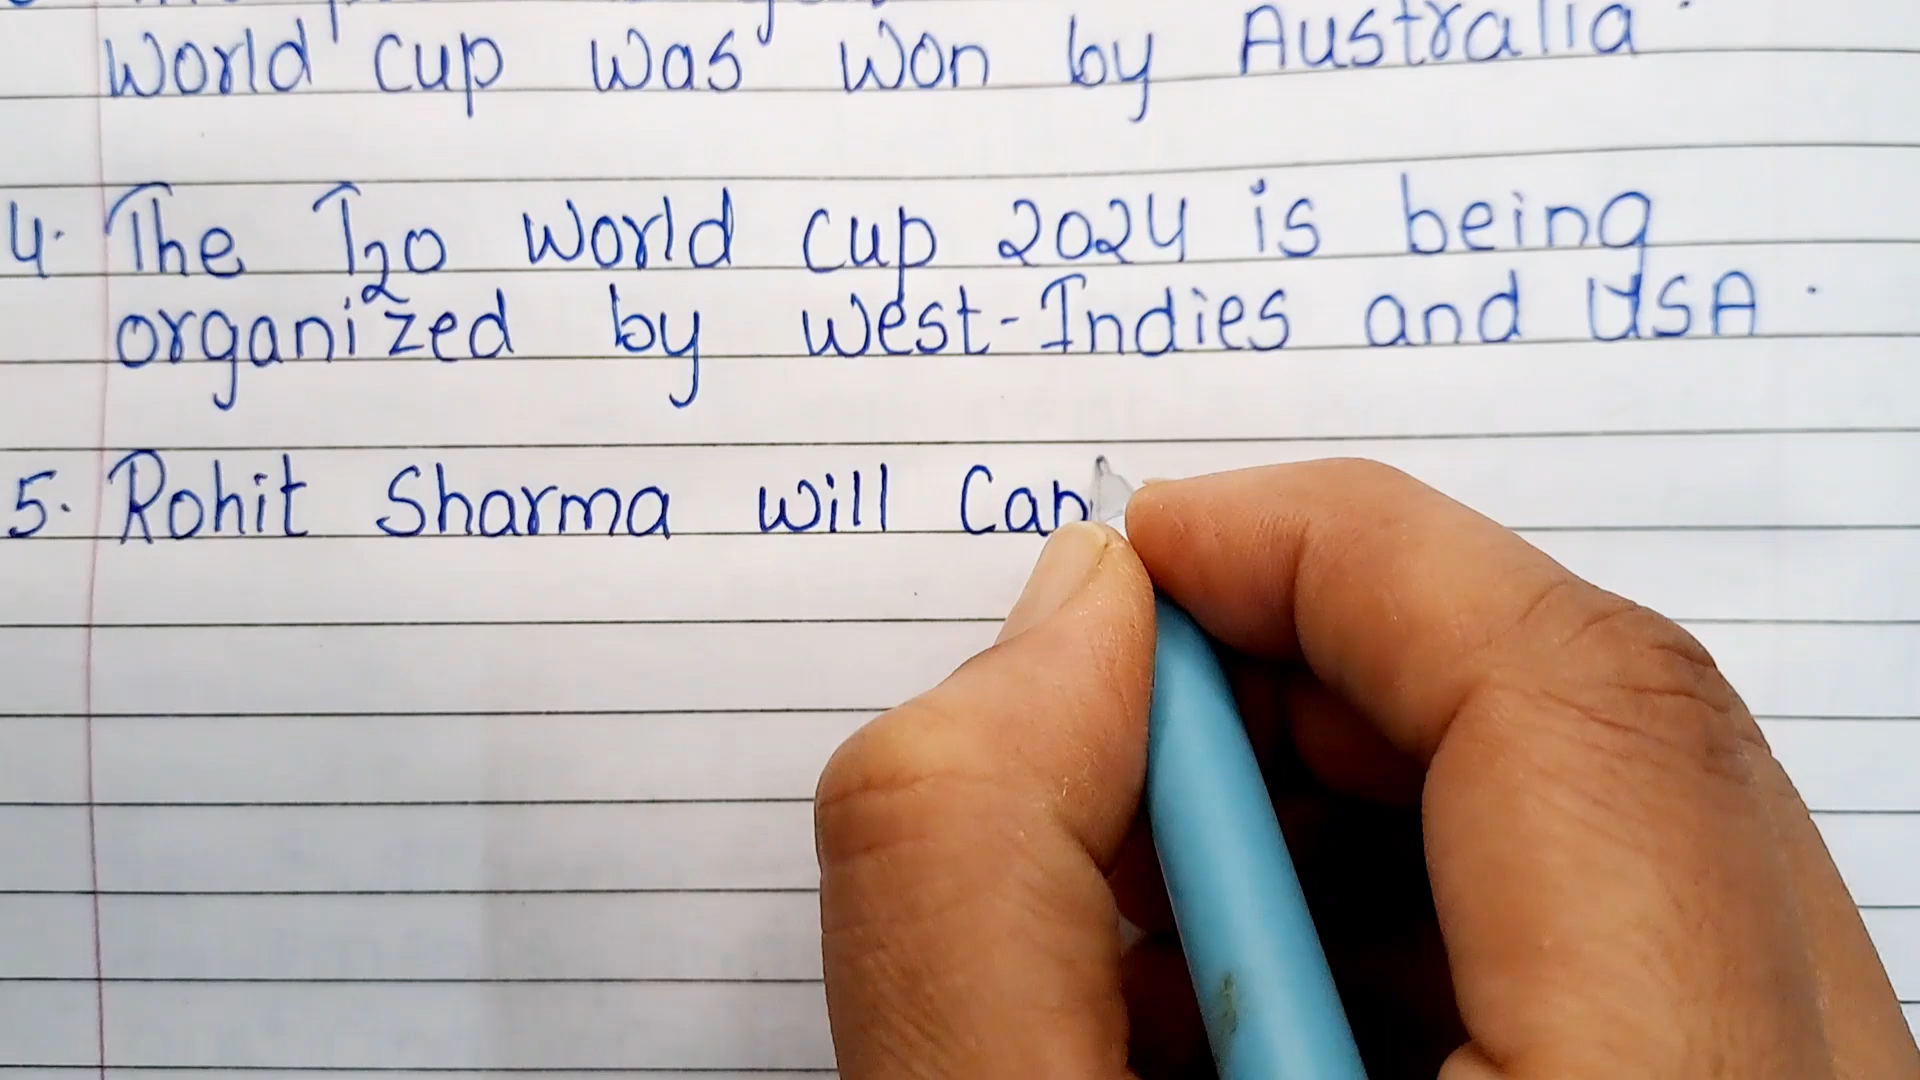 World cup was won by Australia.
4. The T20 World cup 2024 is being
organized by West-Indies and USA.
5. Rohit Sharma will Cap